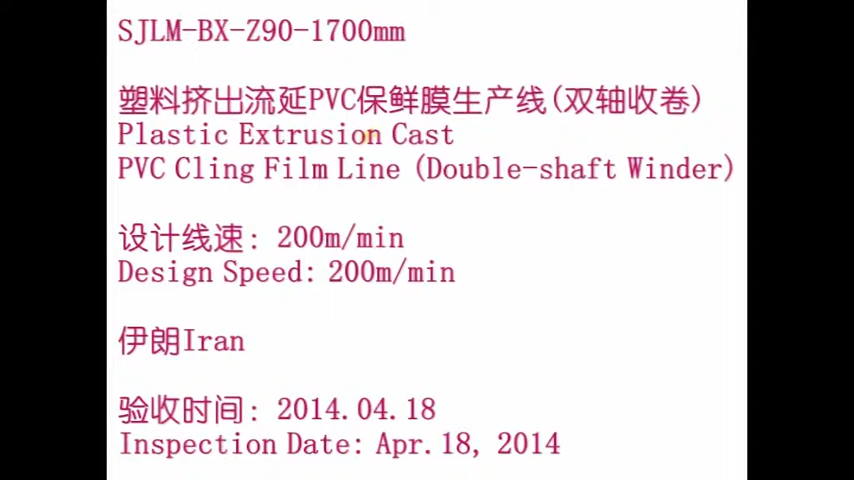 SJLM-BX-Z90-1700mm
塑料挤出流延PVC保鲜膜生产线(双轴收卷)
Plastic Extrusion Cast
PVC Cling Film Line (Double-shaft Winder)
设计线速: 200m/min
Design Speed: 200m/min
伊朗Iran
验收时间: 2014.04.18
Inspection Date: Apr.18, 2014